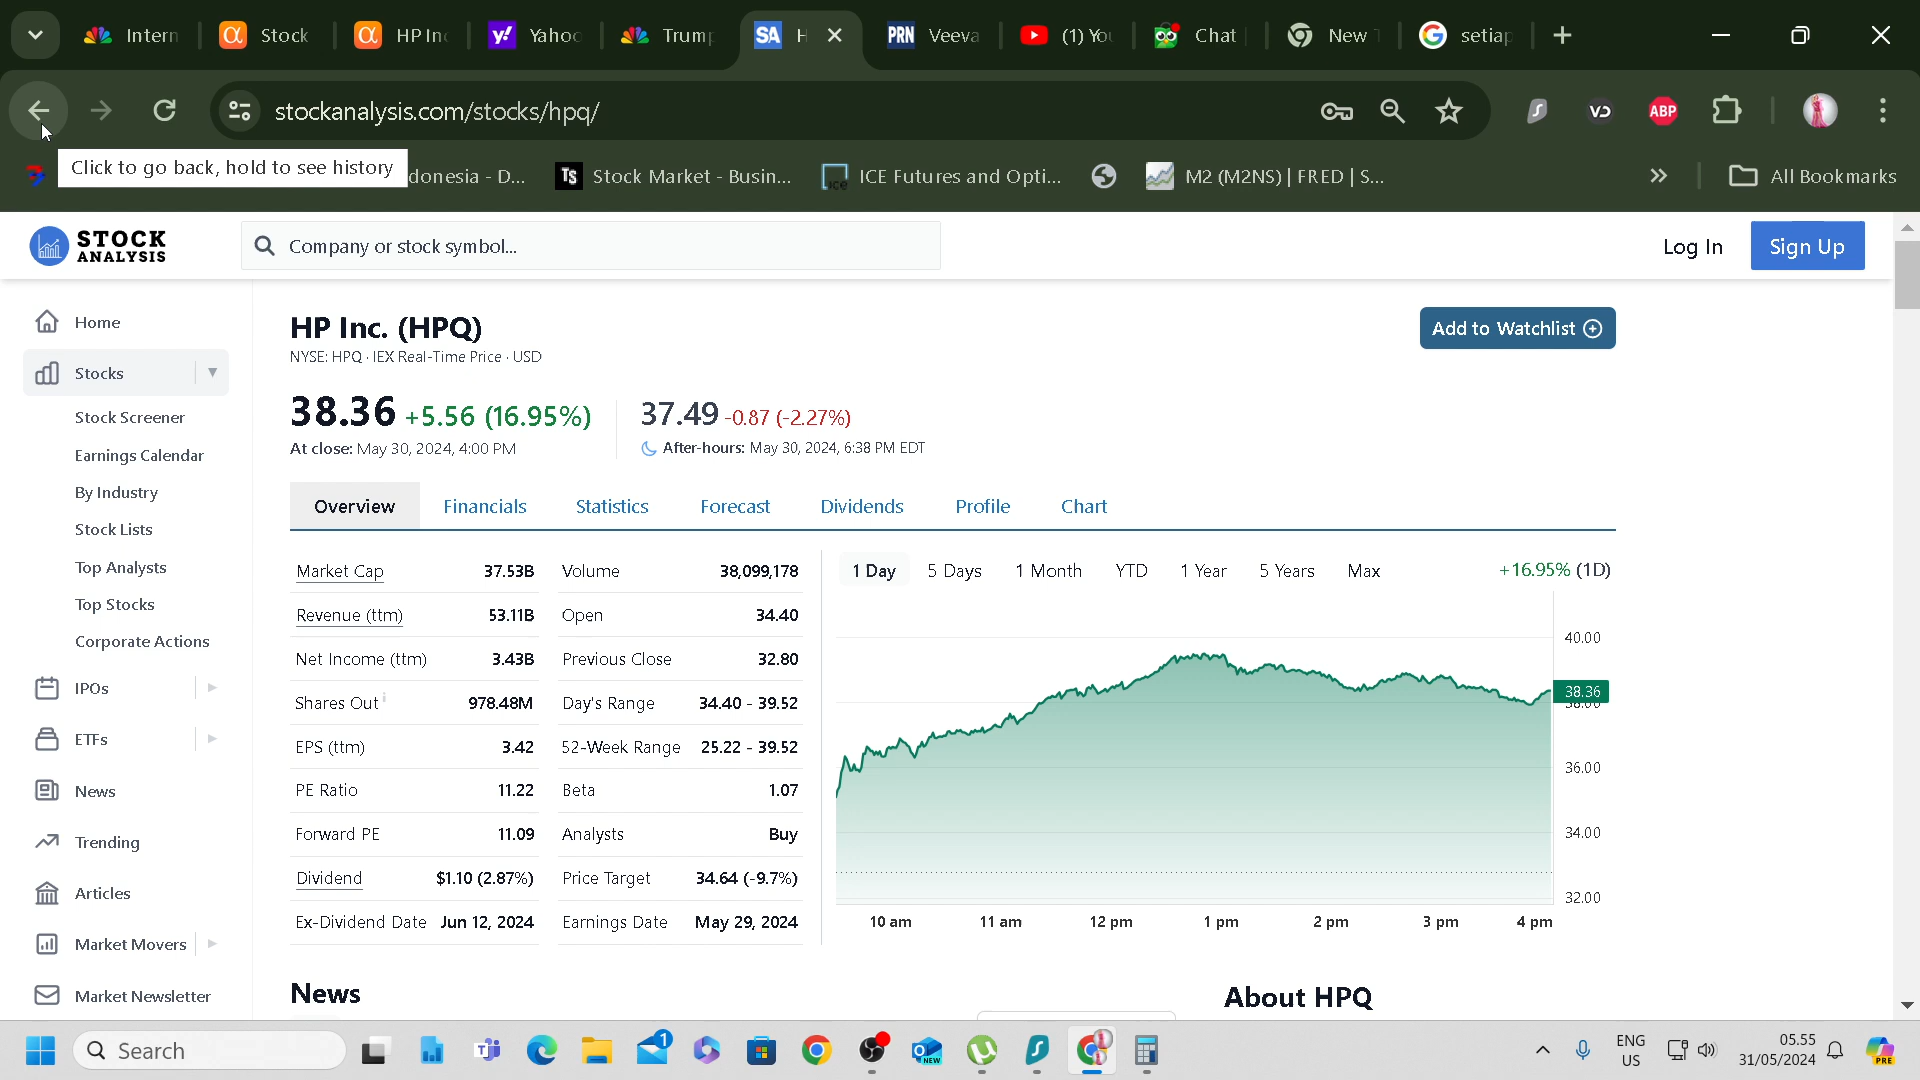 Intern
Stock
HP Inc
Yahoo
Trump
SA
H
PRN
Veeva
(1) You
Chat
New T
setiap
stockanalysis.com/stocks/hpq/
VD
ABP
Click to go back, hold to see history
donesia - D...
TS
Stock Market - Busin...
ICE Futures and Opti...
M2 (M2NS) | FRED | S...
All Bookmarks
STOCK
ANALYSIS
Company or stock symbol...
Log In
Sign Up
Home
Stocks
Stock Screener
Earnings Calendar
By Industry
Stock Lists
Top Analysts
Top Stocks
Corporate Actions
IPOs
ETFs
News
Trending
Articles
Market Movers
Market Newsletter
HP Inc. (HPQ)
NYSE: HPQ · IEX Real-Time Price · USD
Add to Watchlist
38.36 +5.56 (16.95%)
At close: May 30, 2024, 4:00 PM
37.49 -0.87 (-2.27%)
After-hours: May 30, 2024, 6:38 PM EDT
Overview Financials Statistics Forecast Dividends Profile Chart
Market Cap 37.53B
Revenue (ttm) 53.11B
Net Income (ttm) 3.43B
Shares Out 978.48M
EPS (ttm) 3.42
PE Ratio 11.22
Forward PE 11.09
Dividend $1.10 (2.87%)
Ex-Dividend Date Jun 12, 2024
Volume 38,099,178
Open 34.40
Previous Close 32.80
Day's Range 34.40 - 39.52
52-Week Range 25.22 - 39.52
Beta 1.07
Analysts Buy
Price Target 34.64 (-9.7%)
Earnings Date May 29, 2024
1 Day 5 Days 1 Month YTD 1 Year 5 Years Max +16.95% (1D)
40.00
38.36
38.00
36.00
34.00
32.00
10 am 11 am 12 pm 1 pm 2 pm 3 pm 4 pm
News
About HPQ
Search
1
NEW
ENG
US
05.55
31/05/2024
PRE